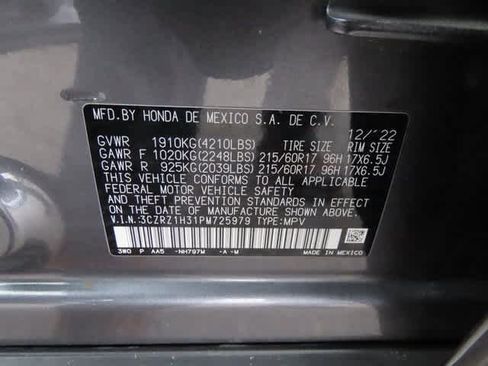 MFD.BY HONDA DE MEXICO S.A. DE C.V.
12/'22
GVWR 1910KG(4210LBS) TIRE SIZE RIM SIZE
GAWR F 1020KG(2248LBS) 215/60R17 96H 17X6.5J
GAWR R 925KG(2039LBS) 215/60R17 96H 17X6.5J
THIS VEHICLE CONFORMS TO ALL APPLICABLE
FEDERAL MOTOR VEHICLE SAFETY STANDARDS IN EFFECT
ON THE DATE OF MANUFACTURE SHOWN ABOVE.
V.I.N:3CZRZ1H31PM725979 TYPE:MPV
3W0 P AA5 NH797M -A -M MADE IN MEXICO